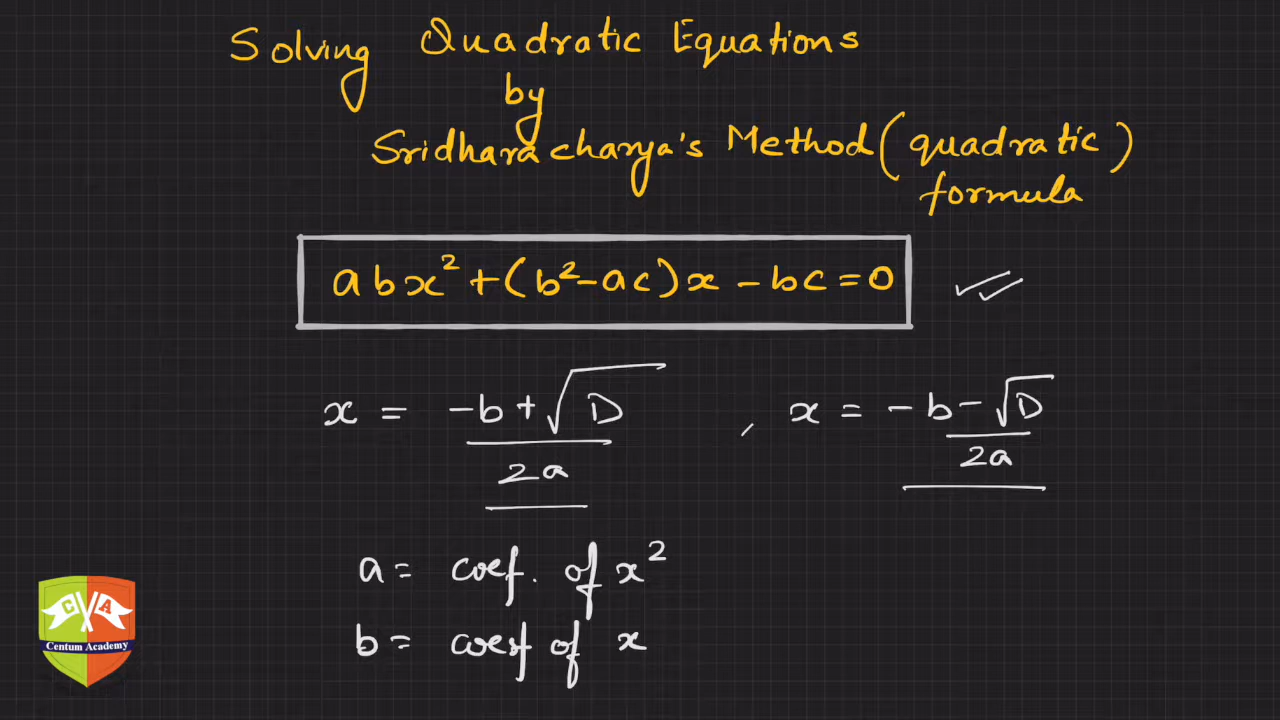 Solving Quadratic Equations
by
Sridharacharya's Method (quadratic formula)
abx² + (b² - ac)x - bc = 0
x = -b + √D / 2a , x = -b - √D / 2a
a = coef. of x²
b = coef of x
C A
Centum Academy